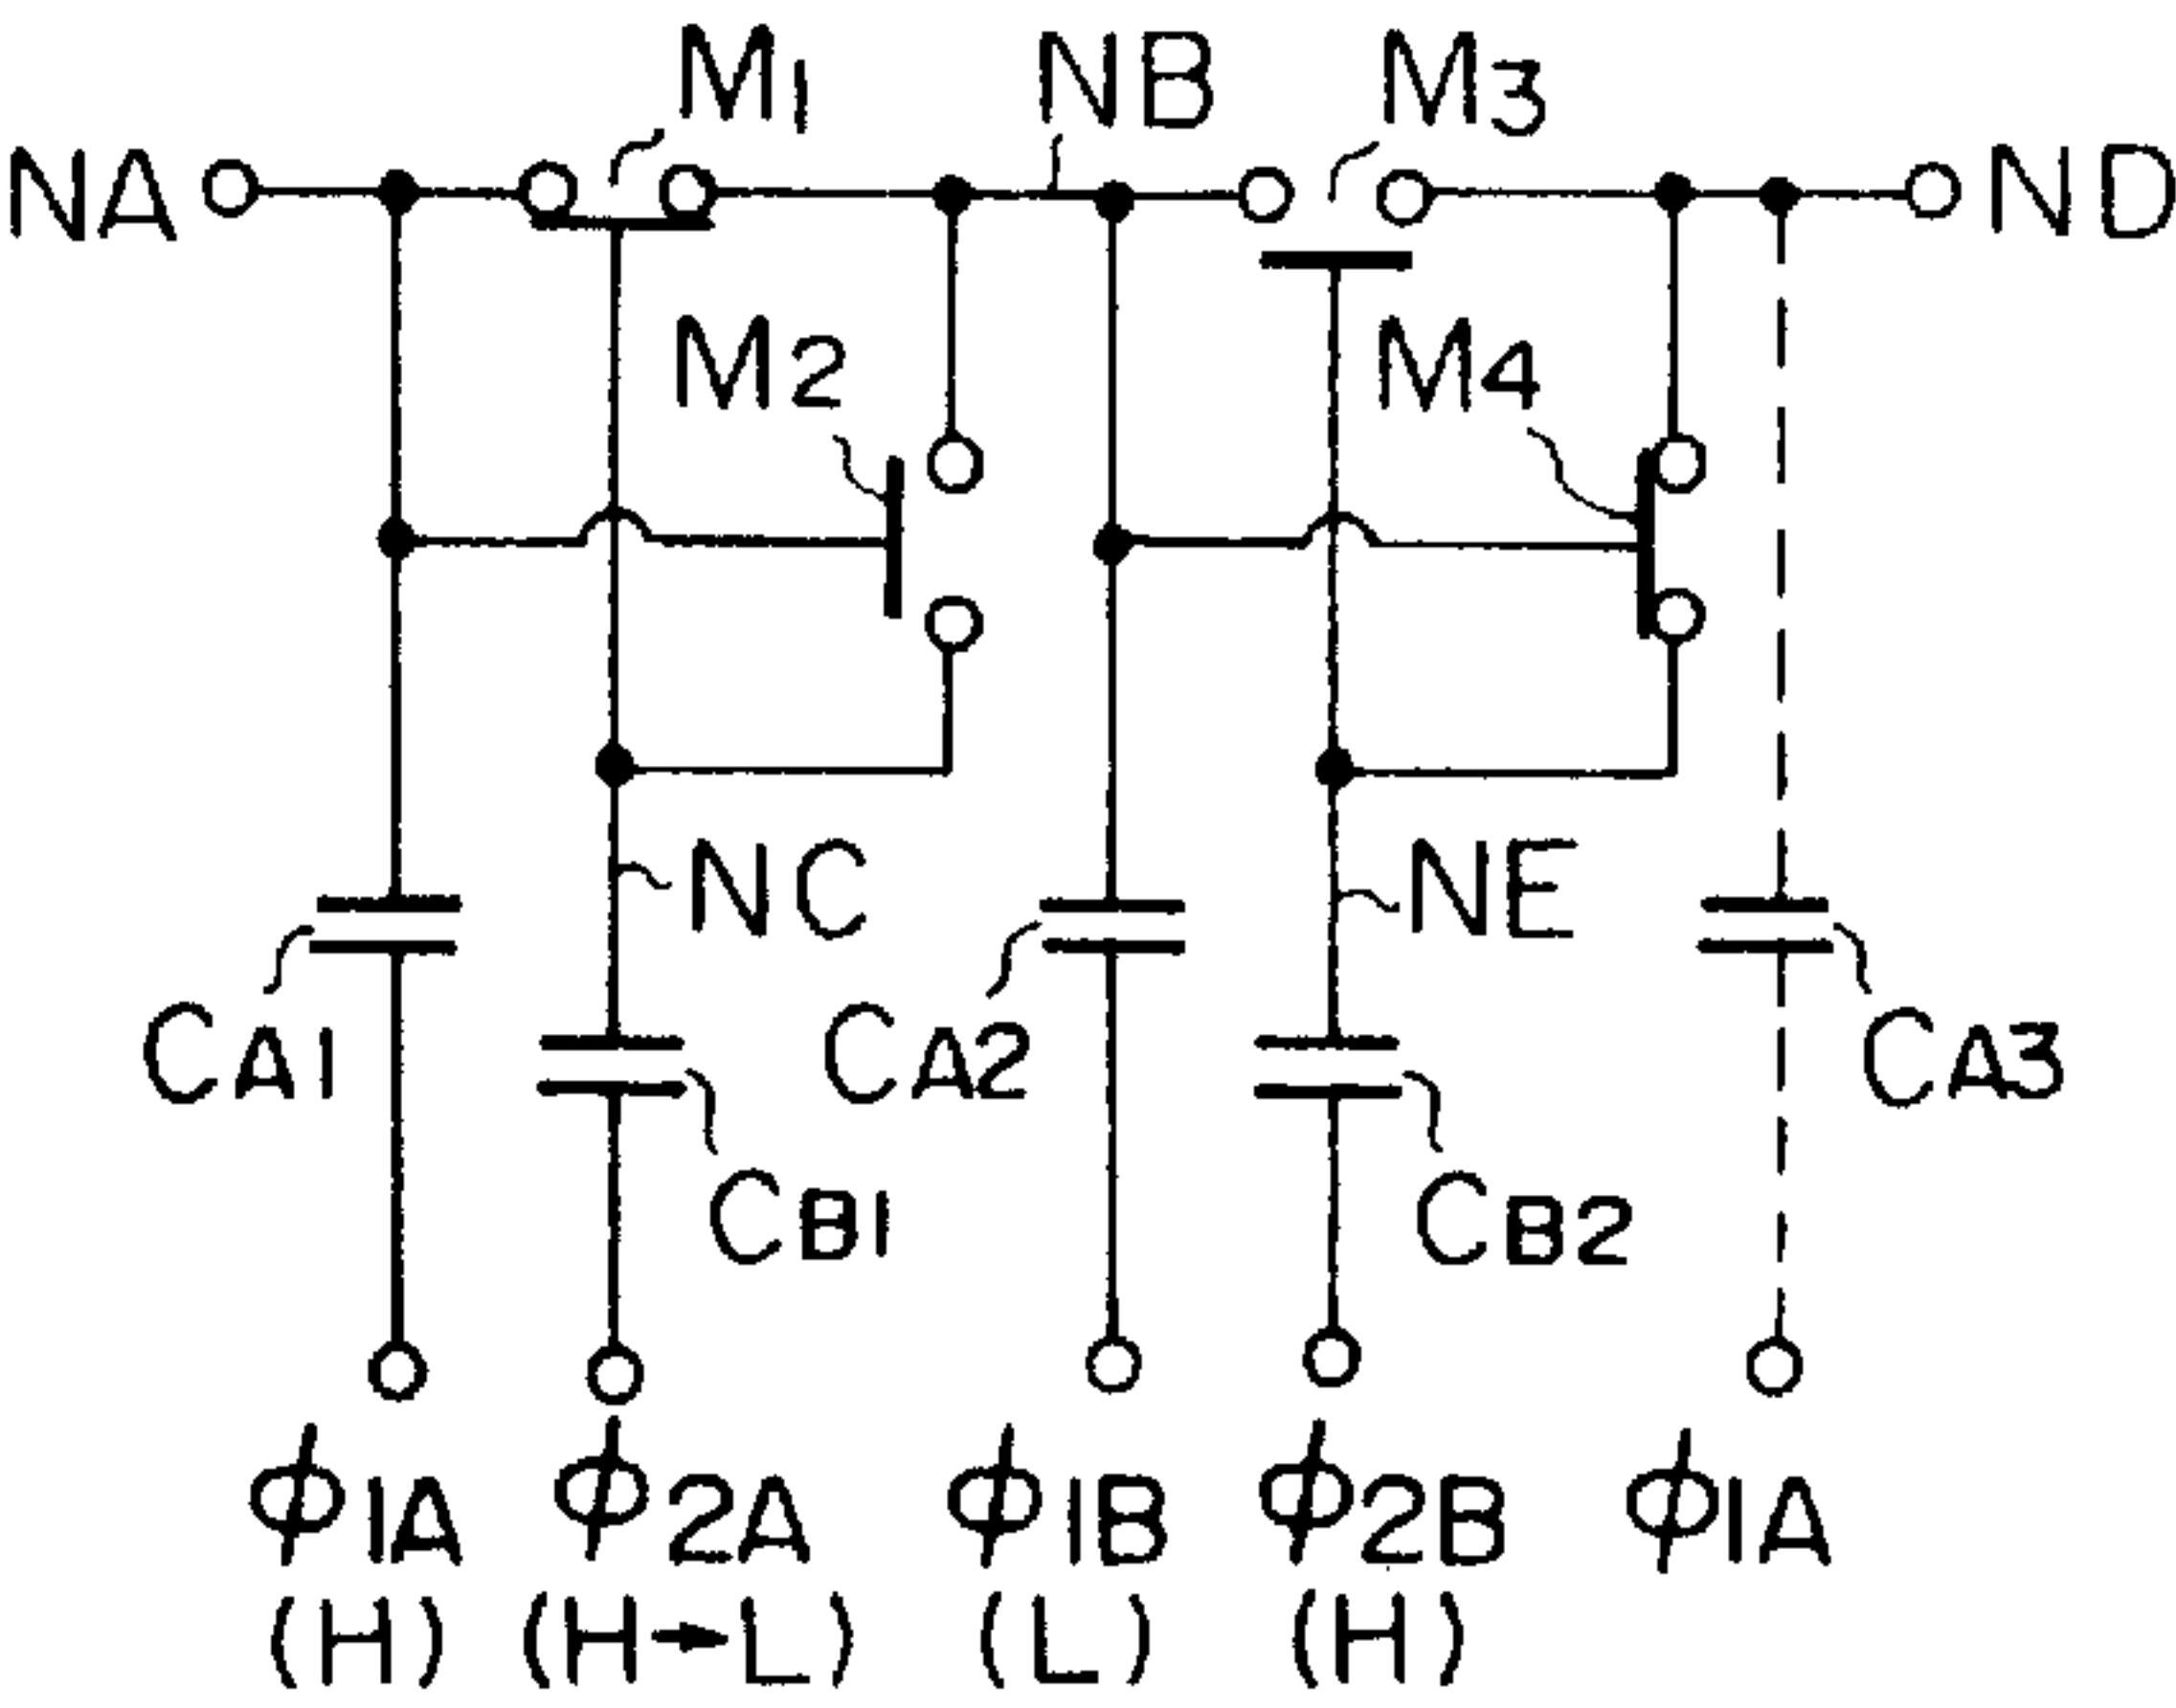 NA M1 NB M3 ND
M2 M4
NC NE
CA1 CA2 CA3
CB1 CB2
ϕ1A ϕ2A ϕ1B ϕ2B ϕ1A
(H) (H→L) (L) (H)